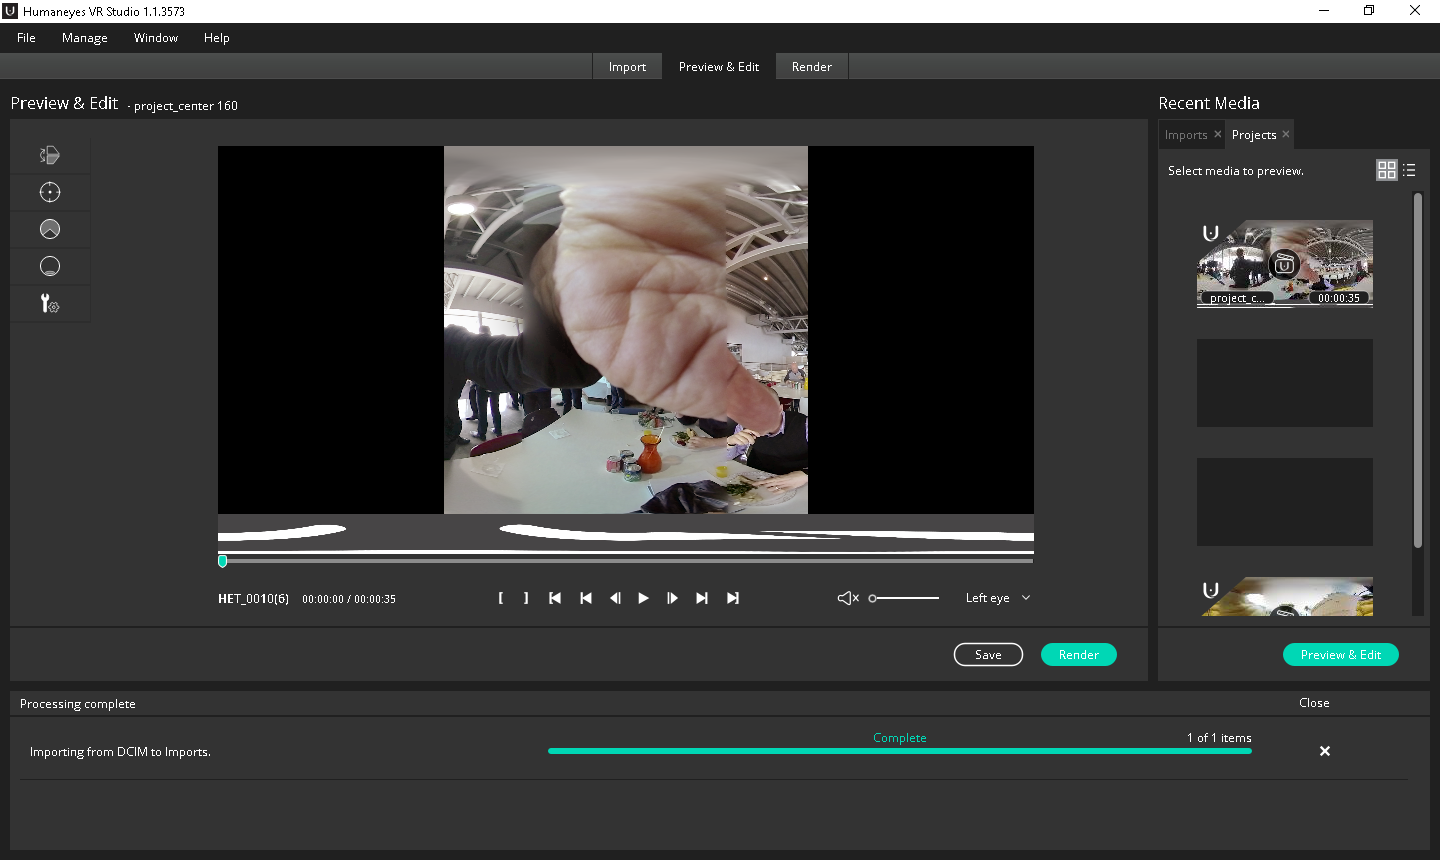 Humaneyes VR Studio 1.1.3573
File Manage Window Help
Import Preview & Edit Render
Preview & Edit - project_center 160
Recent Media
Imports × Projects ×
Select media to preview.
project_c... 00:00:35
HET_0010(6) 00:00:00 / 00:00:35
Left eye
Save Render
Preview & Edit
Processing complete
Close
Complete
1 of 1 items
Importing from DCIM to Imports.